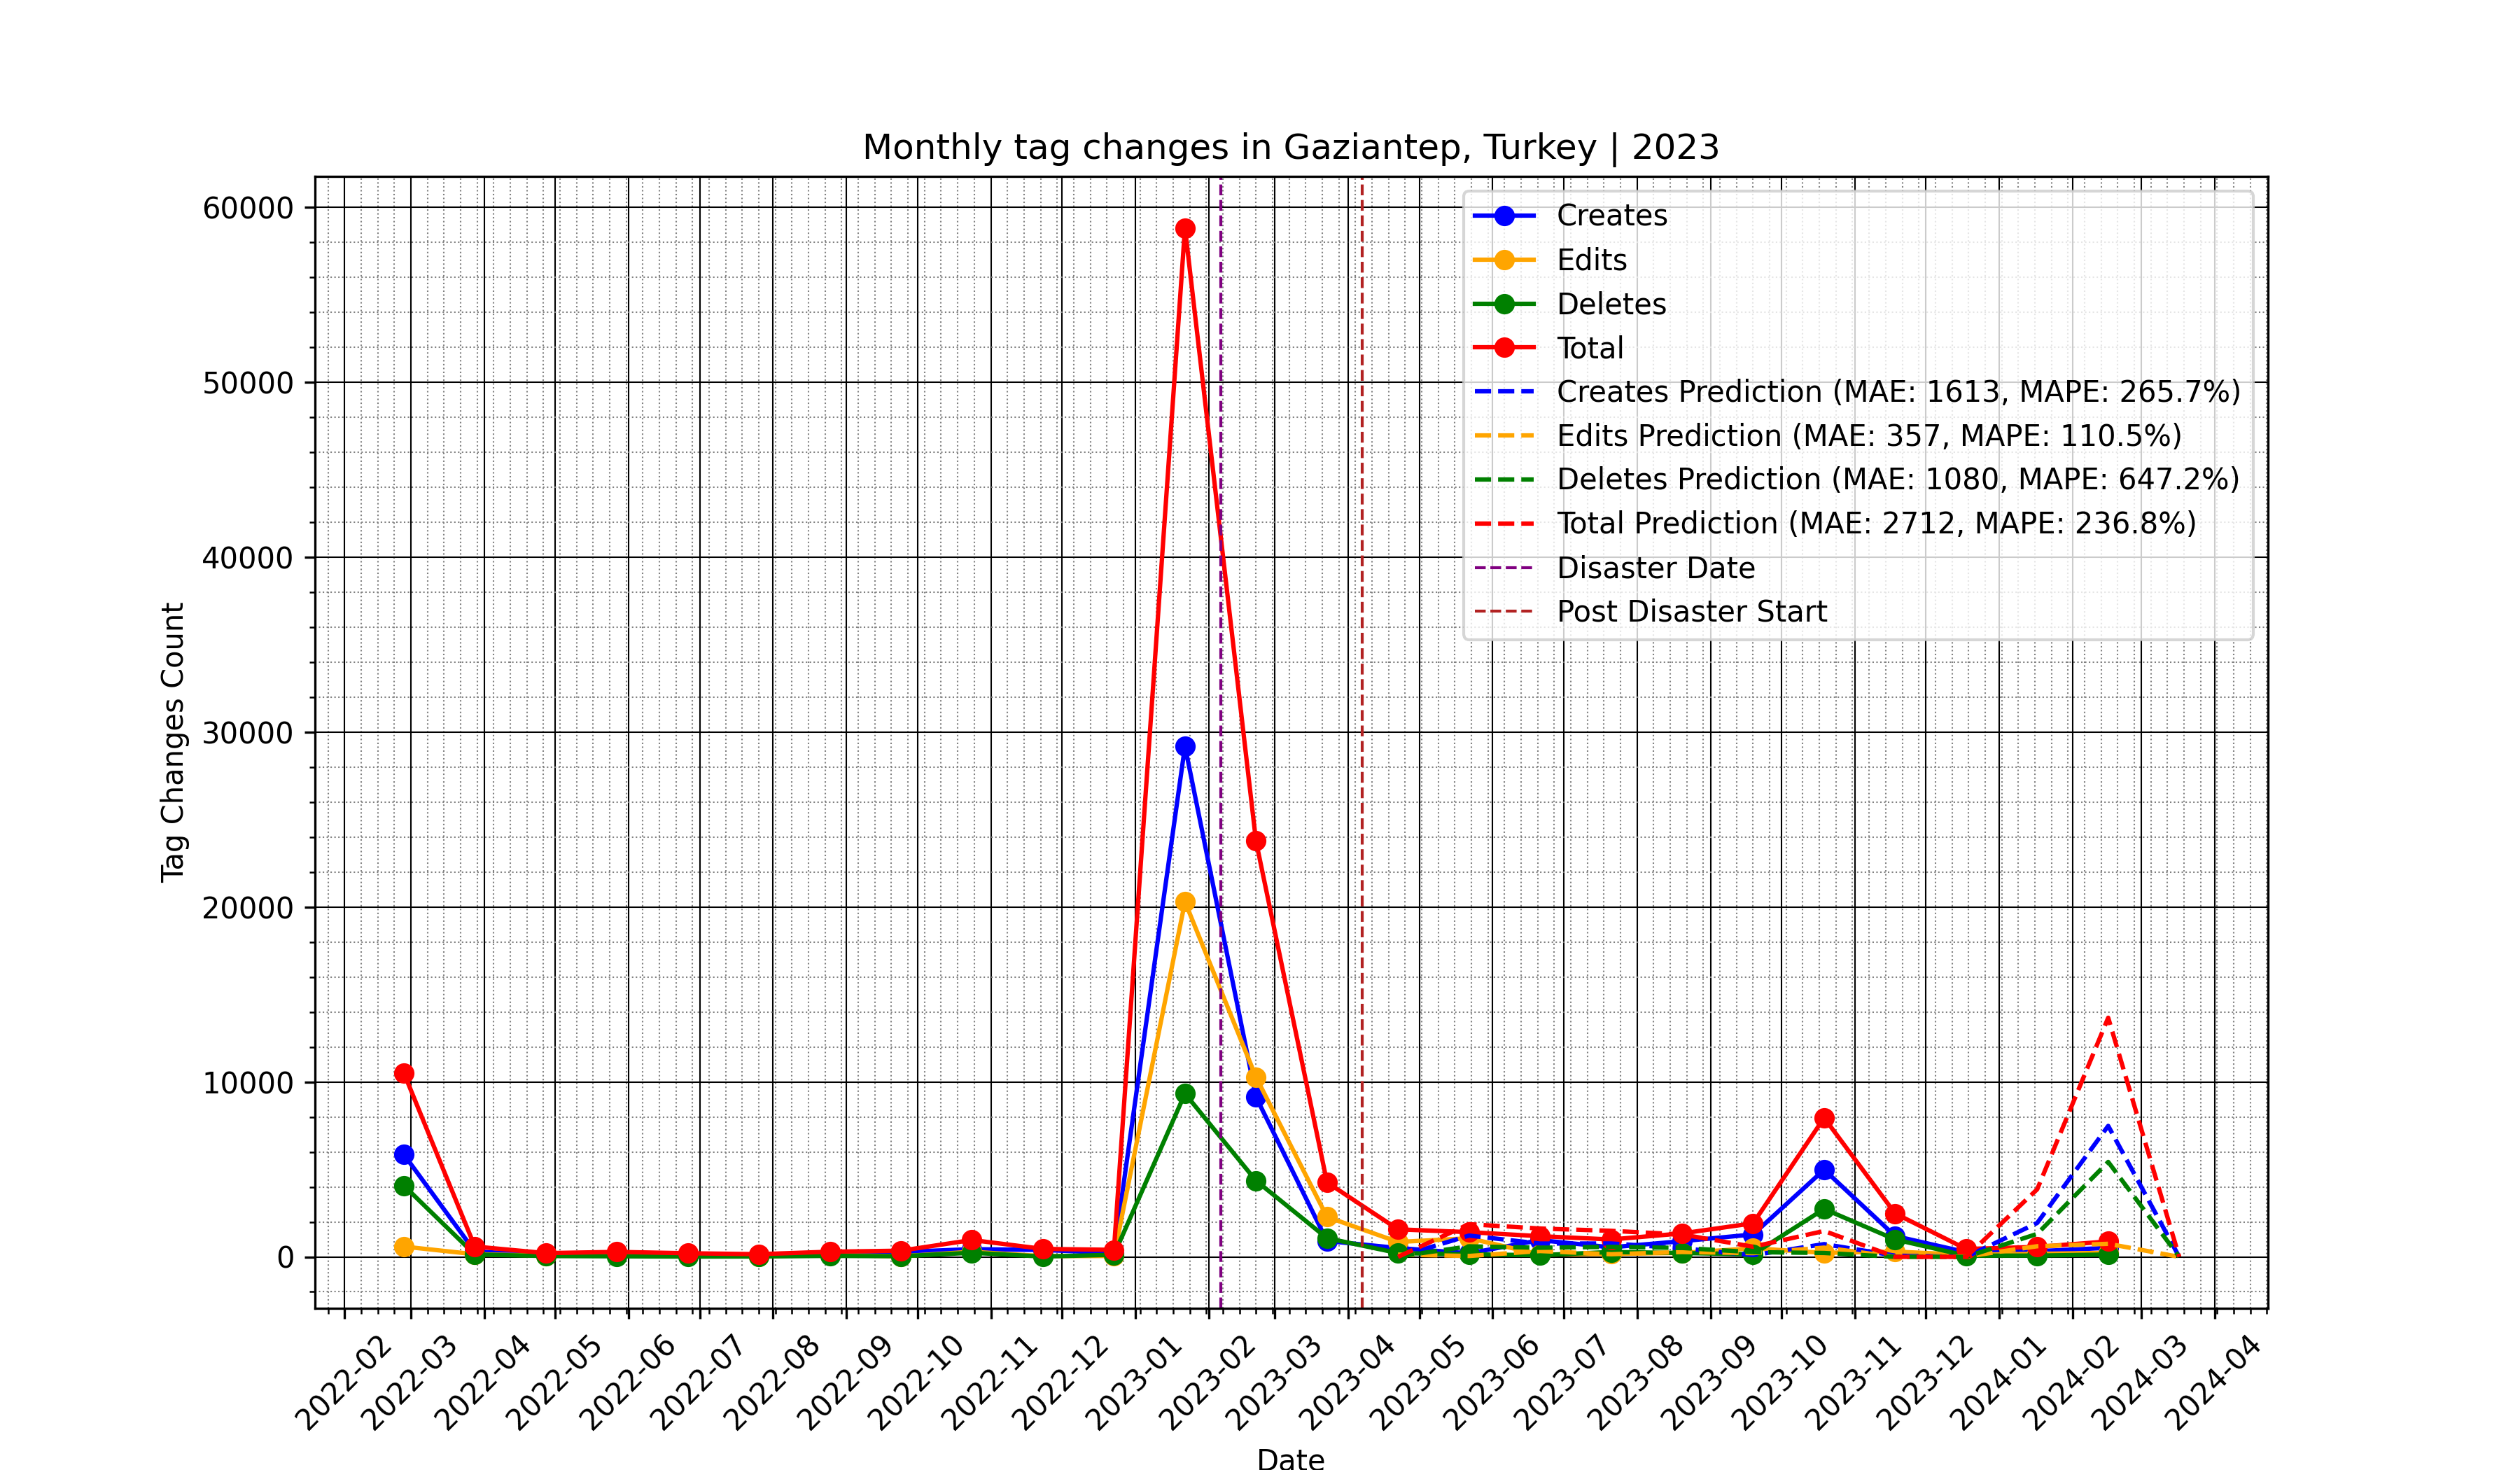 Monthly tag changes in Gaziantep, Turkey | 2023
Tag Changes Count
60000
50000
40000
30000
20000
10000
0
Creates
Edits
Deletes
Total
Creates Prediction (MAE: 1613, MAPE: 265.7%)
Edits Prediction (MAE: 357, MAPE: 110.5%)
Deletes Prediction (MAE: 1080, MAPE: 647.2%)
Total Prediction (MAE: 2712, MAPE: 236.8%)
Disaster Date
Post Disaster Start
2022-02
2022-03
2022-04
2022-05
2022-06
2022-07
2022-08
2022-09
2022-10
2022-11
2022-12
2023-01
2023-02
2023-03
2023-04
2023-05
2023-06
2023-07
2023-08
2023-09
2023-10
2023-11
2023-12
2024-01
2024-02
2024-03
2024-04
Date